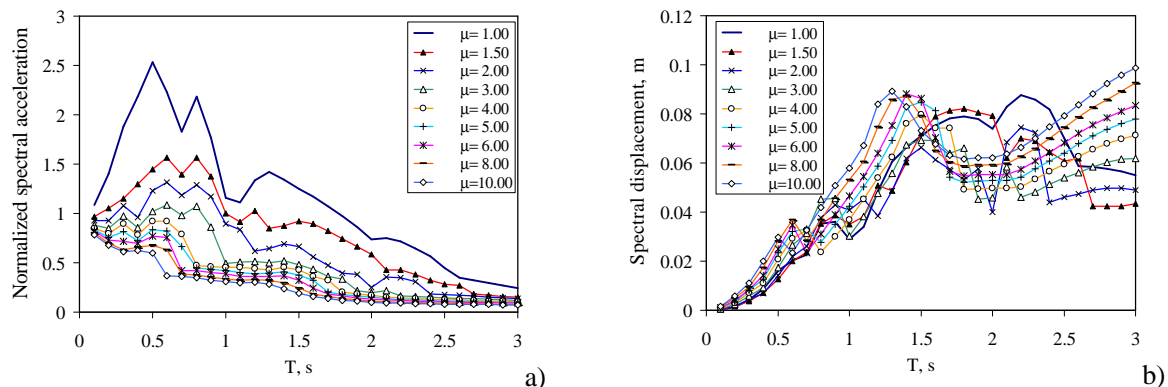 Normalized spectral acceleration
3
2.5
2
1.5
1
0.5
0
0 0.5 1 1.5 2 2.5 3
T, s
μ= 1.00
μ= 1.50
μ= 2.00
μ= 3.00
μ= 4.00
μ= 5.00
μ= 6.00
μ= 8.00
μ= 10.00
a)
Spectral displacement, m
0.12
0.1
0.08
0.06
0.04
0.02
0
0 0.5 1 1.5 2 2.5 3
T, s
μ= 1.00
μ= 1.50
μ= 2.00
μ= 3.00
μ= 4.00
μ= 5.00
μ= 6.00
μ= 8.00
μ= 10.00
b)